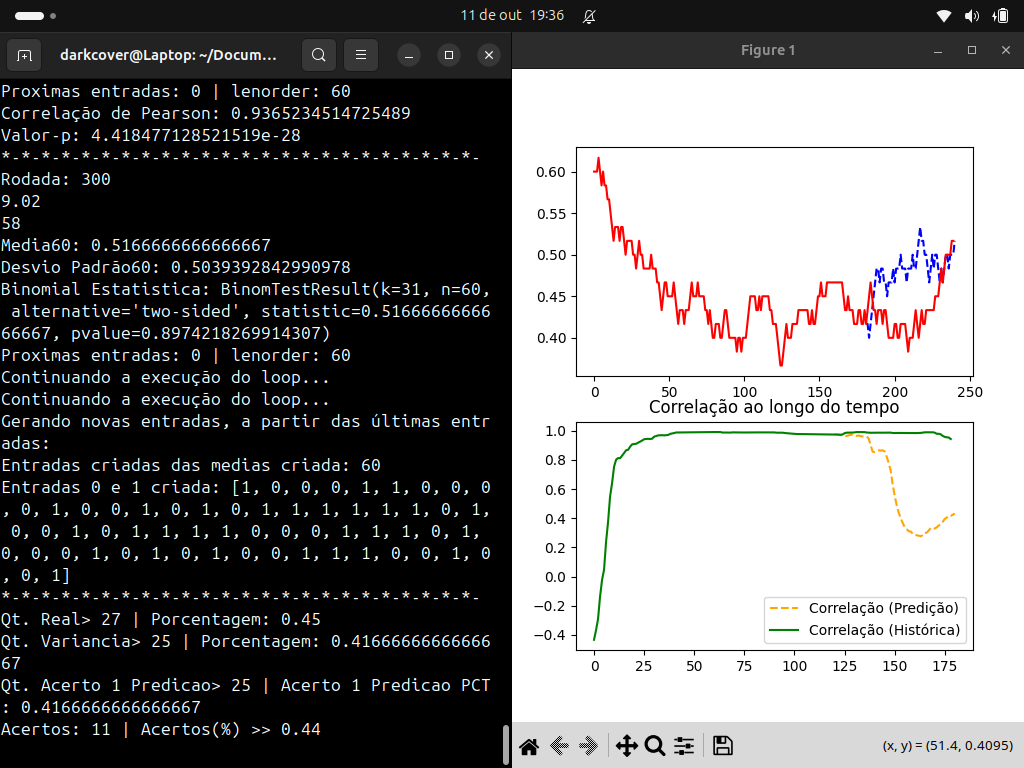 11 de out 19:36
darkcover@Laptop: ~/Docum...
Proximas entradas: 0 | lenorder: 60
Correlação de Pearson: 0.9365234514725489
Valor-p: 4.418477128521519e-28
*-*-*-*-*-*-*-*-*-*-*-*-*-*-*-*-*-*-*-*-*-*-*-*-
Rodada: 300
9.02
58
Media60: 0.5166666666666667
Desvio Padrão60: 0.5039392842990978
Binomial Estatistica: BinomTestResult(k=31, n=60,
 alternative='two-sided', statistic=0.51666666666
66667, pvalue=0.8974218269914307)
Proximas entradas: 0 | lenorder: 60
Continuando a execução do loop...
Continuando a execução do loop...
Gerando novas entradas, a partir das últimas entr
adas:
Entradas criadas das medias criada: 60
Entradas 0 e 1 criada: [1, 0, 0, 0, 1, 1, 0, 0, 0
, 0, 1, 0, 0, 1, 0, 1, 0, 1, 1, 1, 1, 1, 1, 0, 1,
 0, 0, 1, 0, 1, 1, 1, 1, 0, 0, 0, 1, 1, 1, 0, 1,
0, 0, 0, 1, 0, 1, 0, 1, 0, 0, 1, 1, 1, 0, 0, 1, 0
, 0, 1]
*-*-*-*-*-*-*-*-*-*-*-*-*-*-*-*-*-*-*-*-*-*-*-*-
Qt. Real> 27 | Porcentagem: 0.45
Qt. Variancia> 25 | Porcentagem: 0.41666666666666
67
Qt. Acerto 1 Predicao> 25 | Acerto 1 Predicao PCT
: 0.4166666666666667
Acertos: 11 | Acertos(%) >> 0.44
Figure 1
0.60
0.55
0.50
0.45
0.40
0 50 100 150 200 250
Correlação ao longo do tempo
1.0
0.8
0.6
0.4
0.2
0.0
−0.2
−0.4
0 25 50 75 100 125 150 175
Correlação (Predição)
Correlação (Histórica)
(x, y) = (51.4, 0.4095)